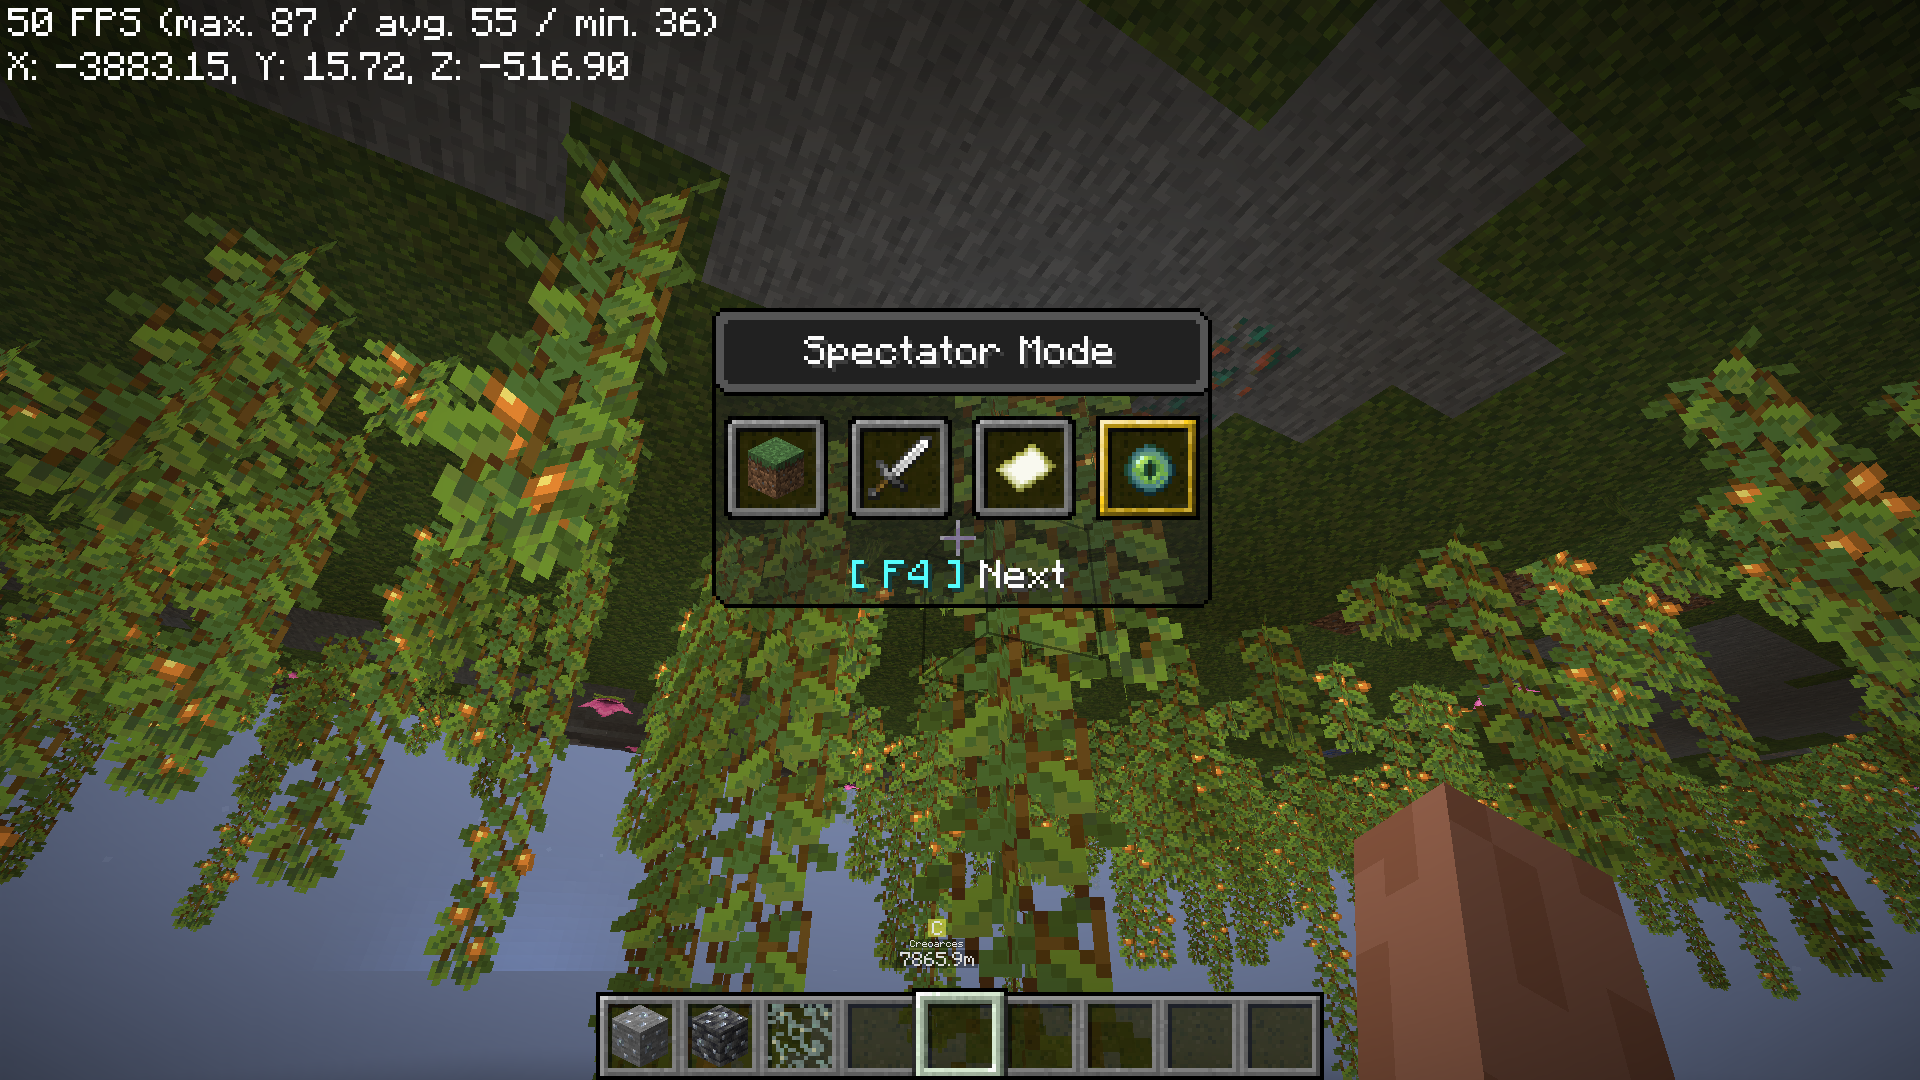 50 FPS (max. 87 / avg. 55 / min. 36)
X: -3883.15, Y: 15.72, Z: -516.90
Spectator Mode
[ F4 ] Next
C
Creoarces
7865.9m